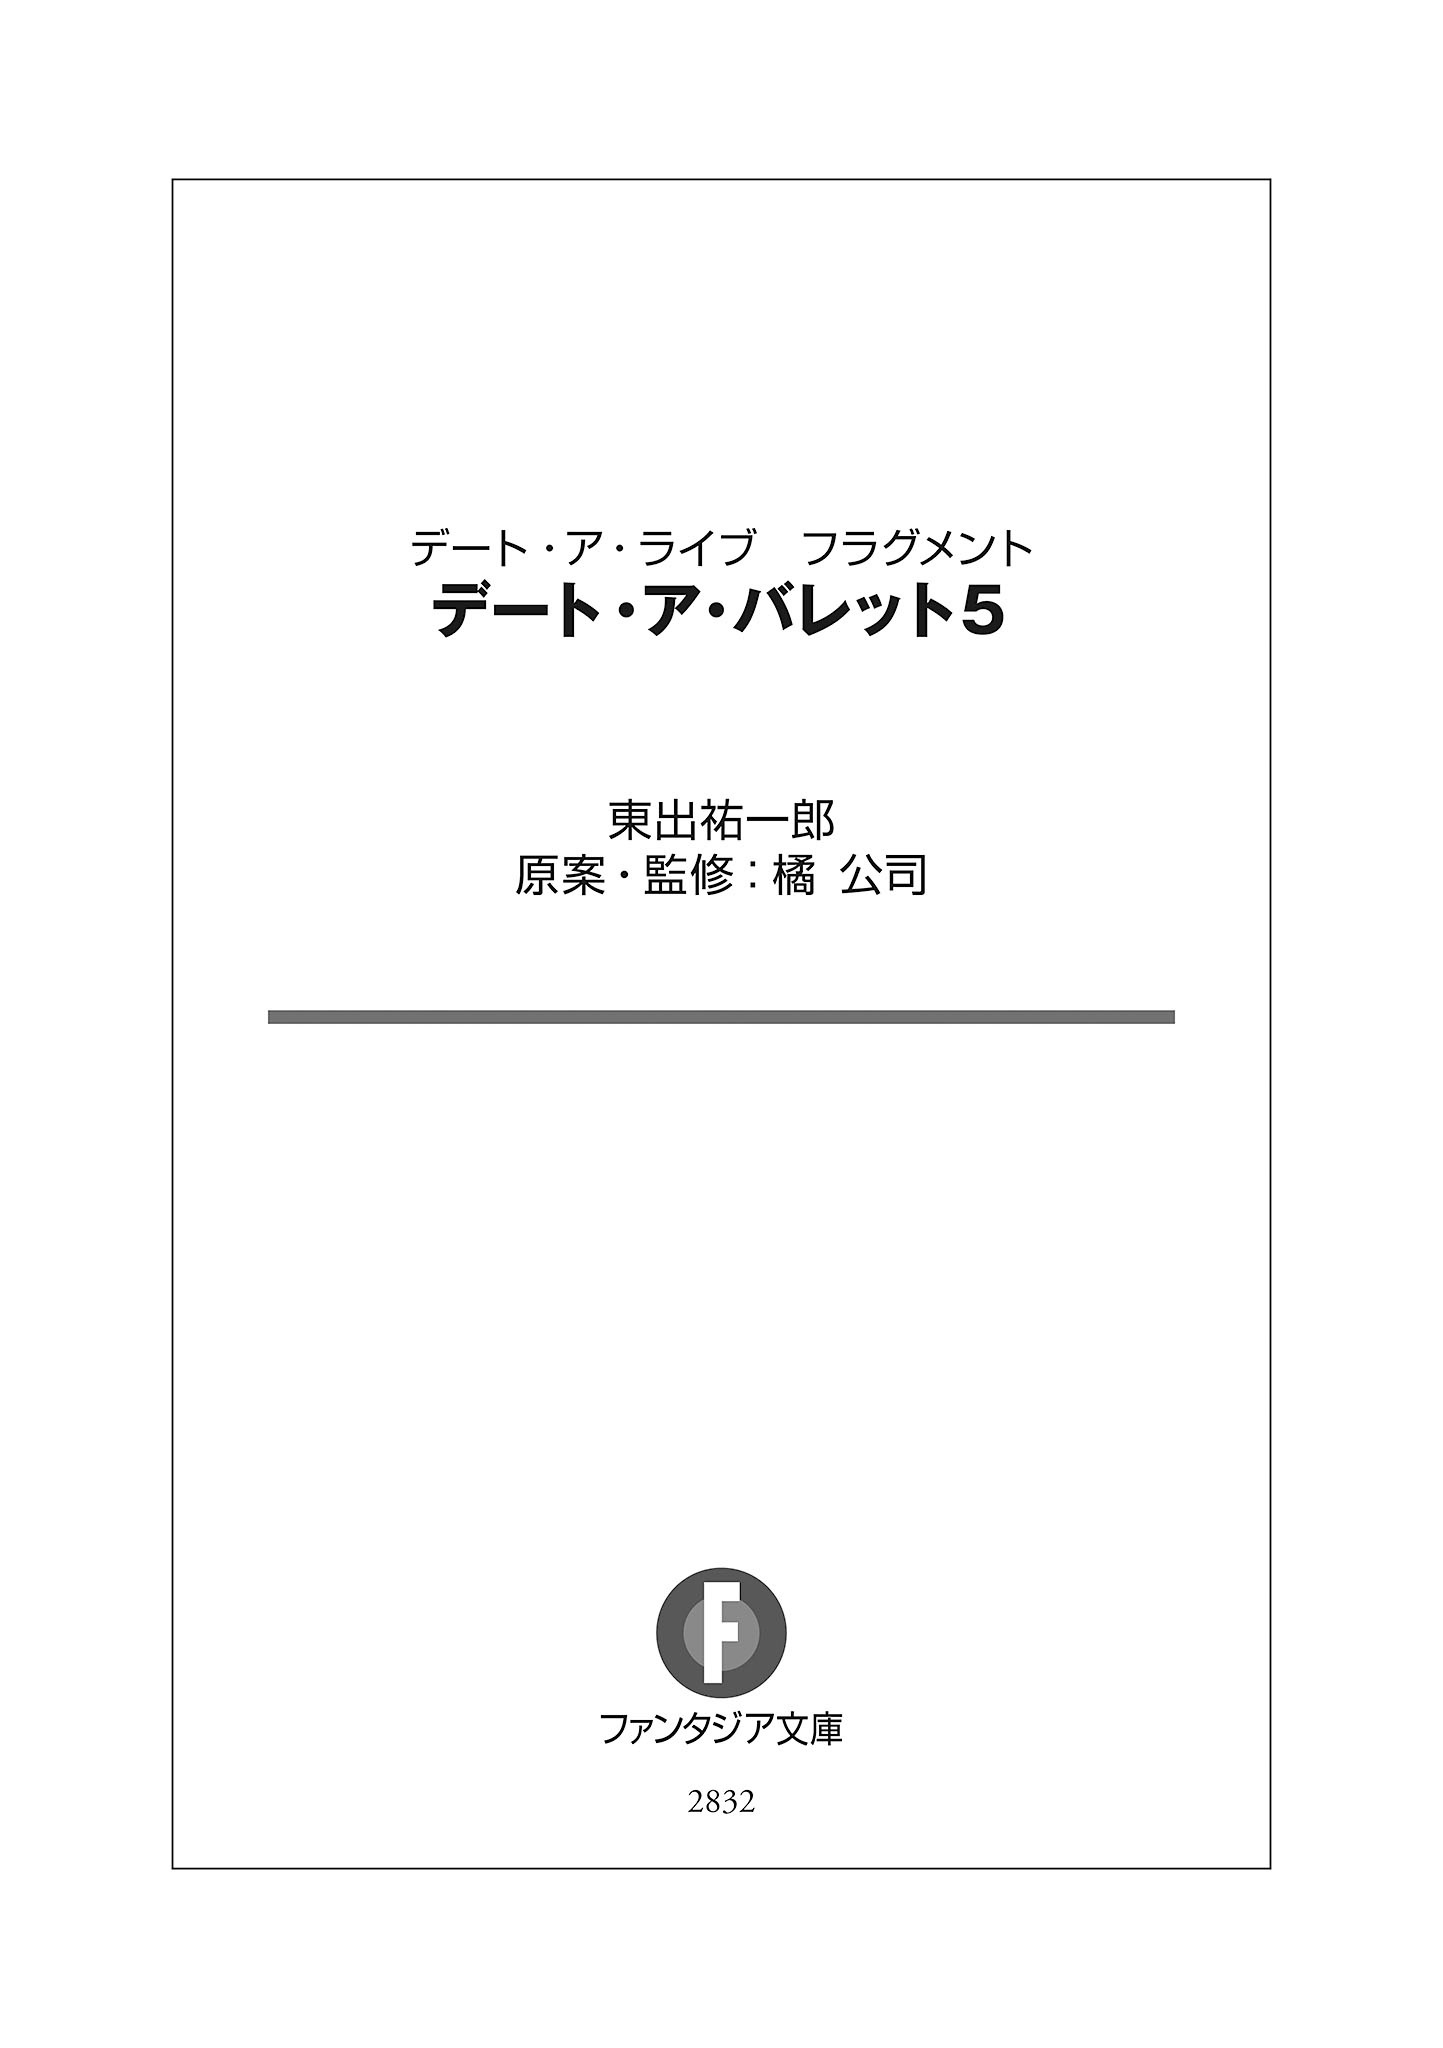 デート・ア・ライブ　フラグメント
デート・ア・バレット5
東出祐一郎
原案・監修：橘 公司
F
ファンタジア文庫
2832